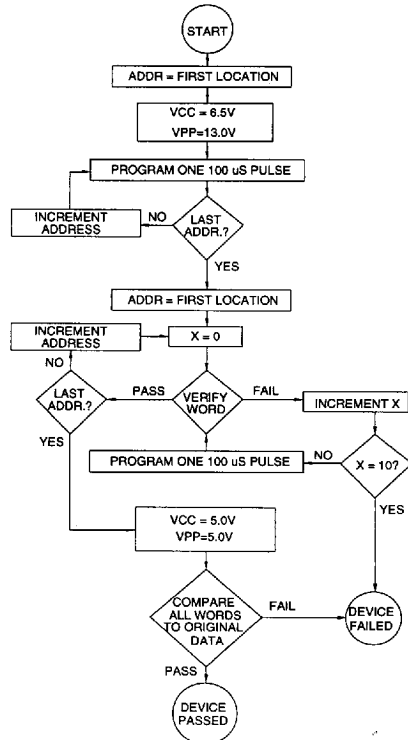 START
ADDR = FIRST LOCATION
VCC = 6.5V
VPP=13.0V
PROGRAM ONE 100 uS PULSE
INCREMENT
ADDRESS
NO
LAST
ADDR.?
YES
ADDR = FIRST LOCATION
INCREMENT
ADDRESS
X = 0
NO
LAST
ADDR.?
PASS
VERIFY
WORD
FAIL
INCREMENT X
YES
PROGRAM ONE 100 uS PULSE
NO
X = 10?
YES
VCC = 5.0V
VPP=5.0V
COMPARE
ALL WORDS
TO ORIGINAL
DATA
FAIL
DEVICE
FAILED
PASS
DEVICE
PASSED